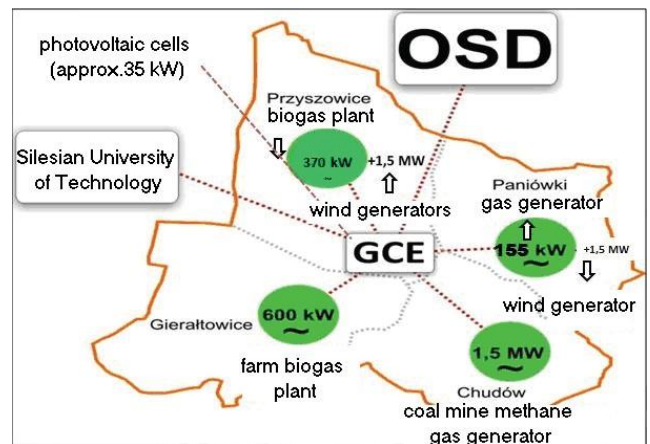 photovoltaic cells
(approx.35 kW)
OSD
Przyszowice
biogas plant
370 kW
~
+1,5 MW
wind generators
Silesian University
of Technology
Paniówki
gas generator
155 kW
~
+1,5 MW
wind generator
GCE
Gierałtowice
600 kW
~
farm biogas
plant
1,5 MW
~
Chudów
coal mine methane
gas generator